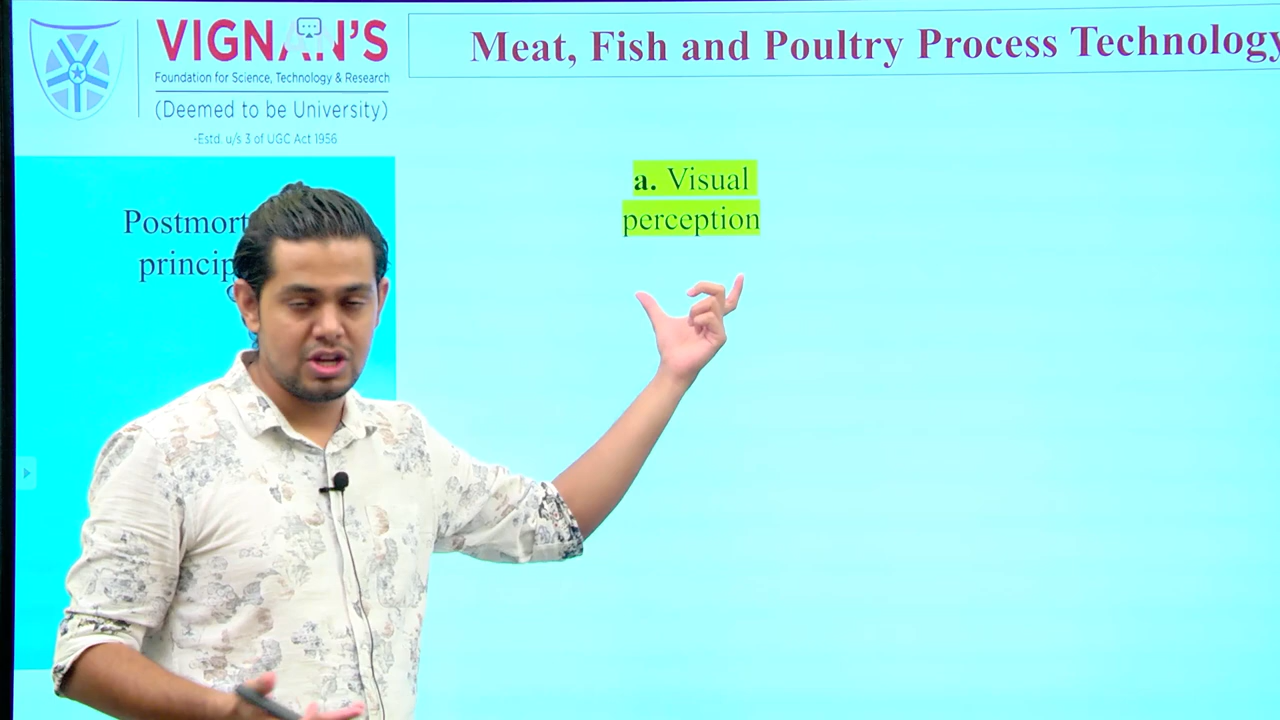 VIGNAN'S
Foundation for Science, Technology & Research
(Deemed to be University)
-Estd. u/s 3 of UGC Act 1956
Meat, Fish and Poultry Process Technology
a. Visual
perception
Postmort
princip